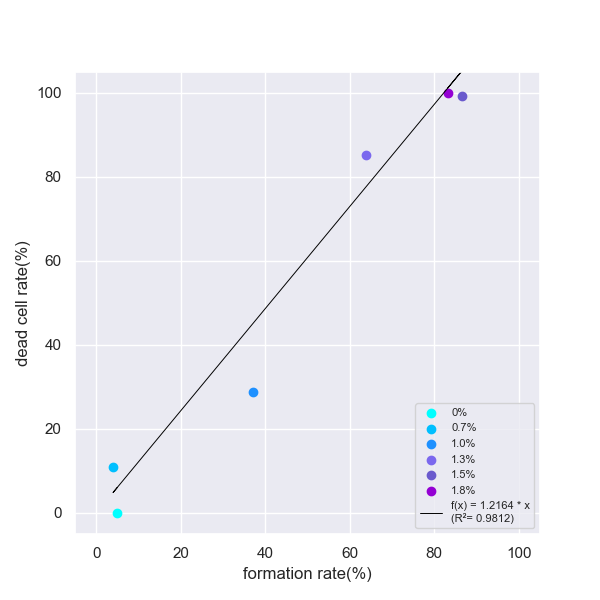 100
80
60
40
20
0
dead cell rate(%)
0%
0.7%
1.0%
1.3%
1.5%
1.8%
f(x) = 1.2164 * x
(R²= 0.9812)
0 20 40 60 80 100
formation rate(%)